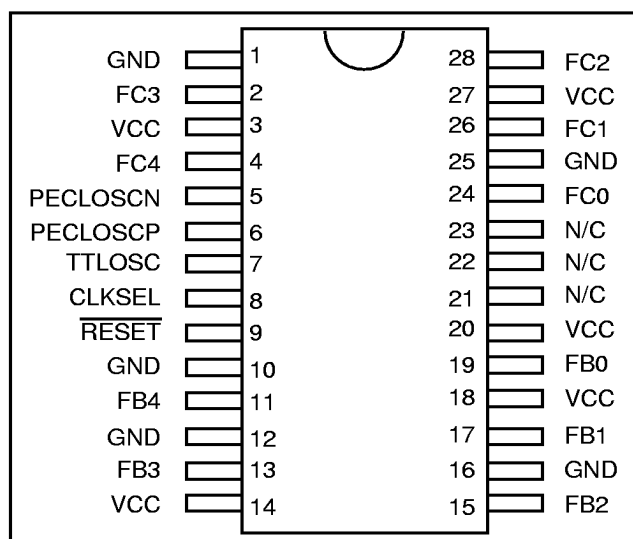 GND 1 28 FC2
FC3 2 27 VCC
VCC 3 26 FC1
FC4 4 25 GND
PECLOSCN 5 24 FC0
PECLOSCP 6 23 N/C
TTLOSC 7 22 N/C
CLKSEL 8 21 N/C
RESET 9 20 VCC
GND 10 19 FB0
FB4 11 18 VCC
GND 12 17 FB1
FB3 13 16 GND
VCC 14 15 FB2